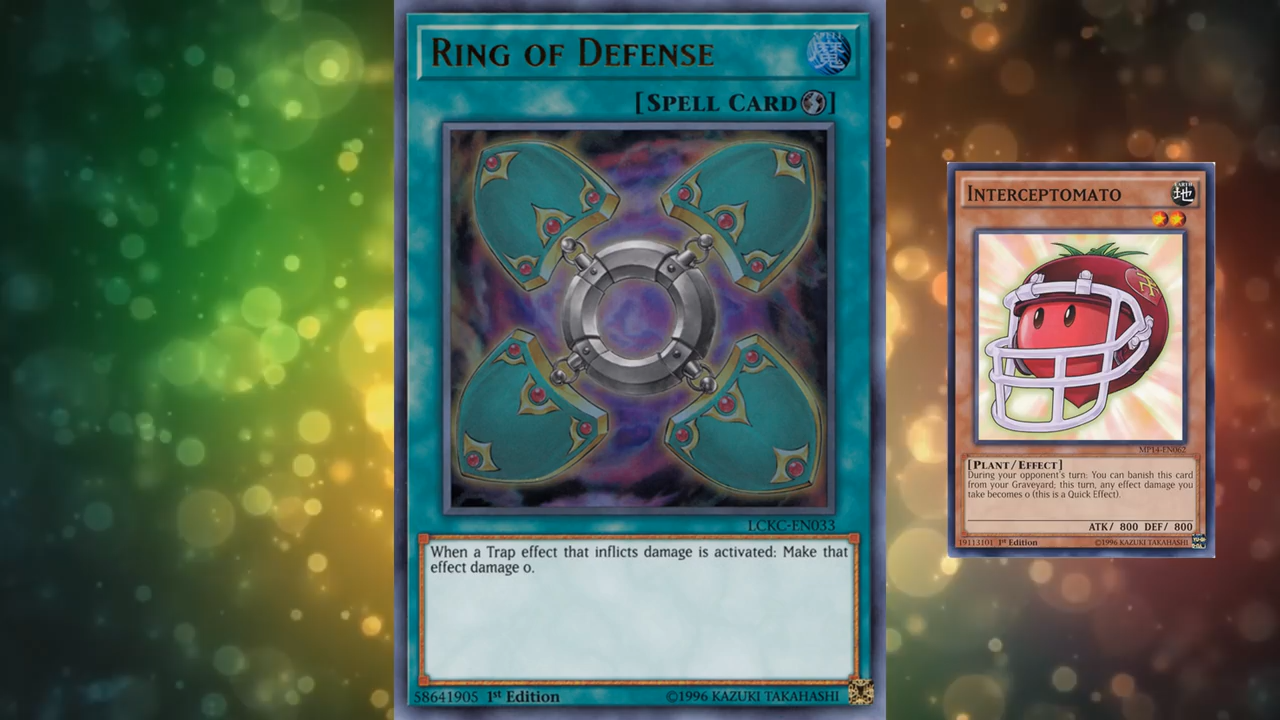 RING OF DEFENSE
[SPELL CARD]
LCKC-EN033
When a Trap effect that inflicts damage is activated: Make that
effect damage 0.
58641905 1st Edition ©1996 KAZUKI TAKAHASHI
INTERCEPTOMATO
EARTH
地
MP14-EN062
[PLANT/EFFECT]
During your opponent's turn: You can banish this card
from your Graveyard; this turn, any effect damage you
take becomes 0 (this is a Quick Effect).
ATK/ 800 DEF/ 800
19113101 1st Edition ©1996 KAZUKI TAKAHASHI